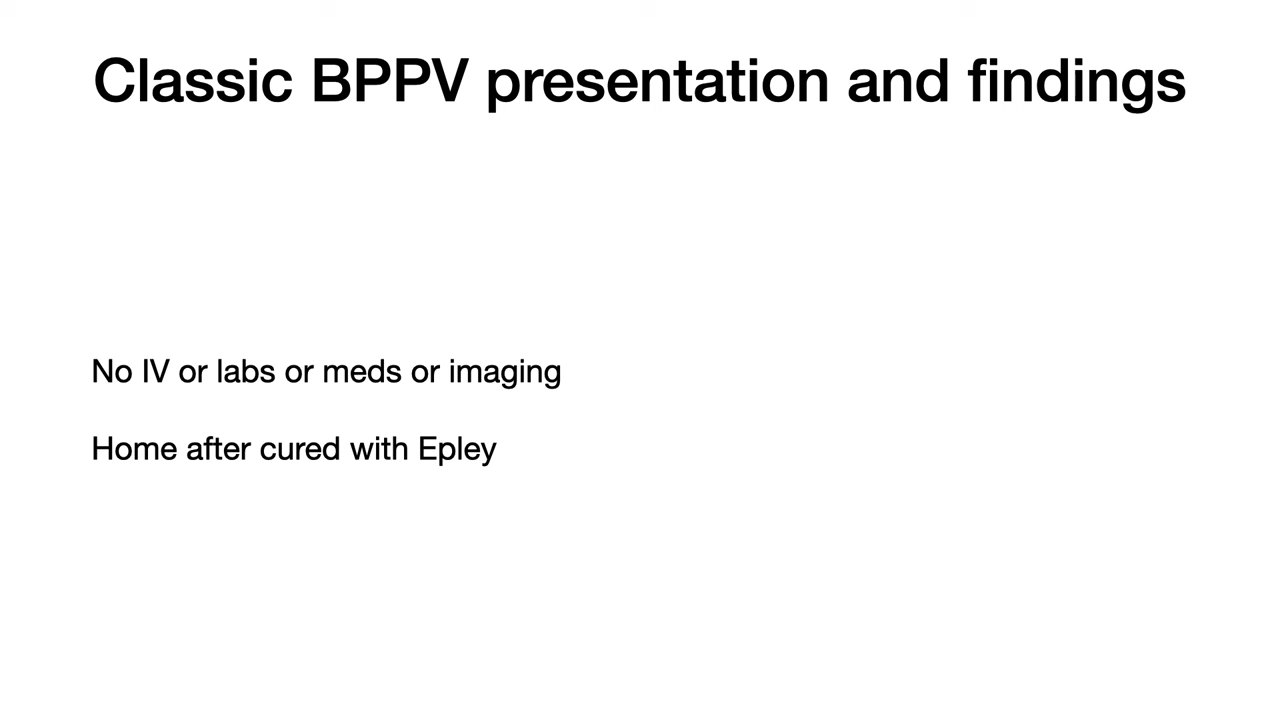 Classic BPPV presentation and findings
No IV or labs or meds or imaging
Home after cured with Epley